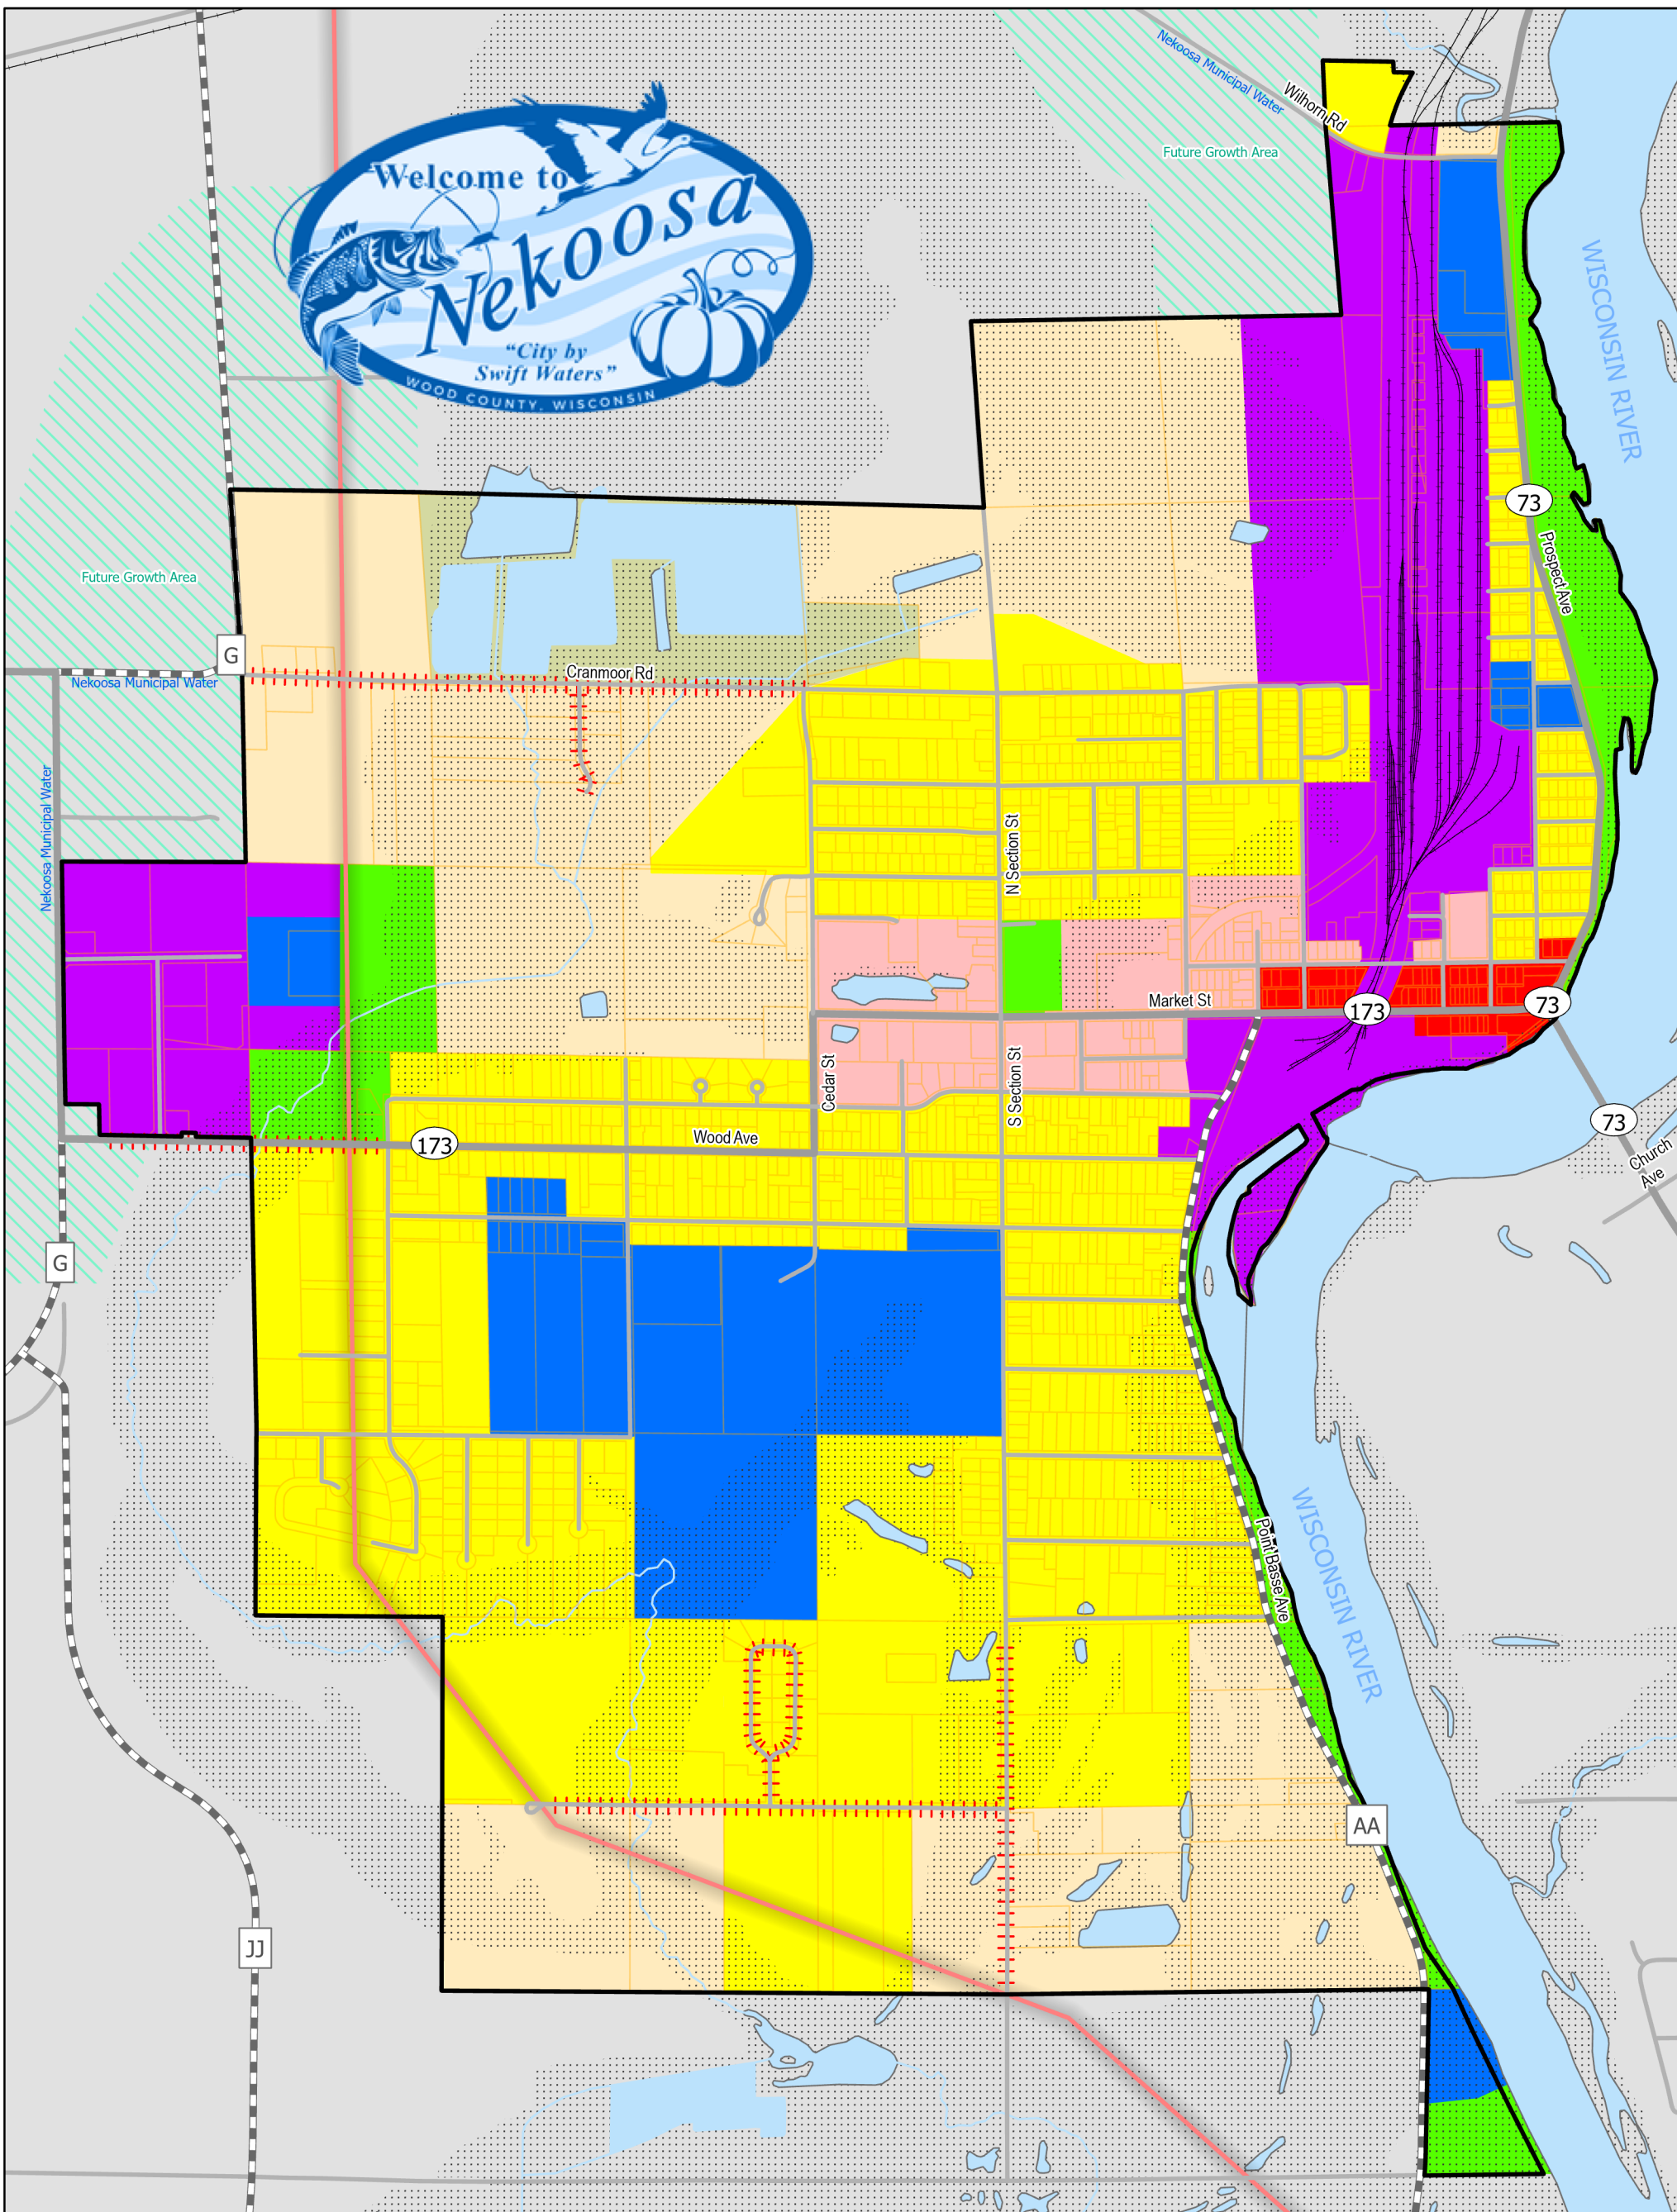 Nekoosa Municipal Water
Wilhorn Rd
Future Growth Area
Welcome to
Nekoosa
"City by
Swift Waters"
WOOD COUNTY, WISCONSIN
WISCONSIN RIVER
73
Prospect Ave
Future Growth Area
G
Cranmoor Rd
Nekoosa Municipal Water
Nekoosa Municipal Water
N Section St
Market St
173
73
Cedar St
S Section St
73
Church
Ave
173
Wood Ave
G
WISCONSIN RIVER
Point Basse Ave
AA
JJ